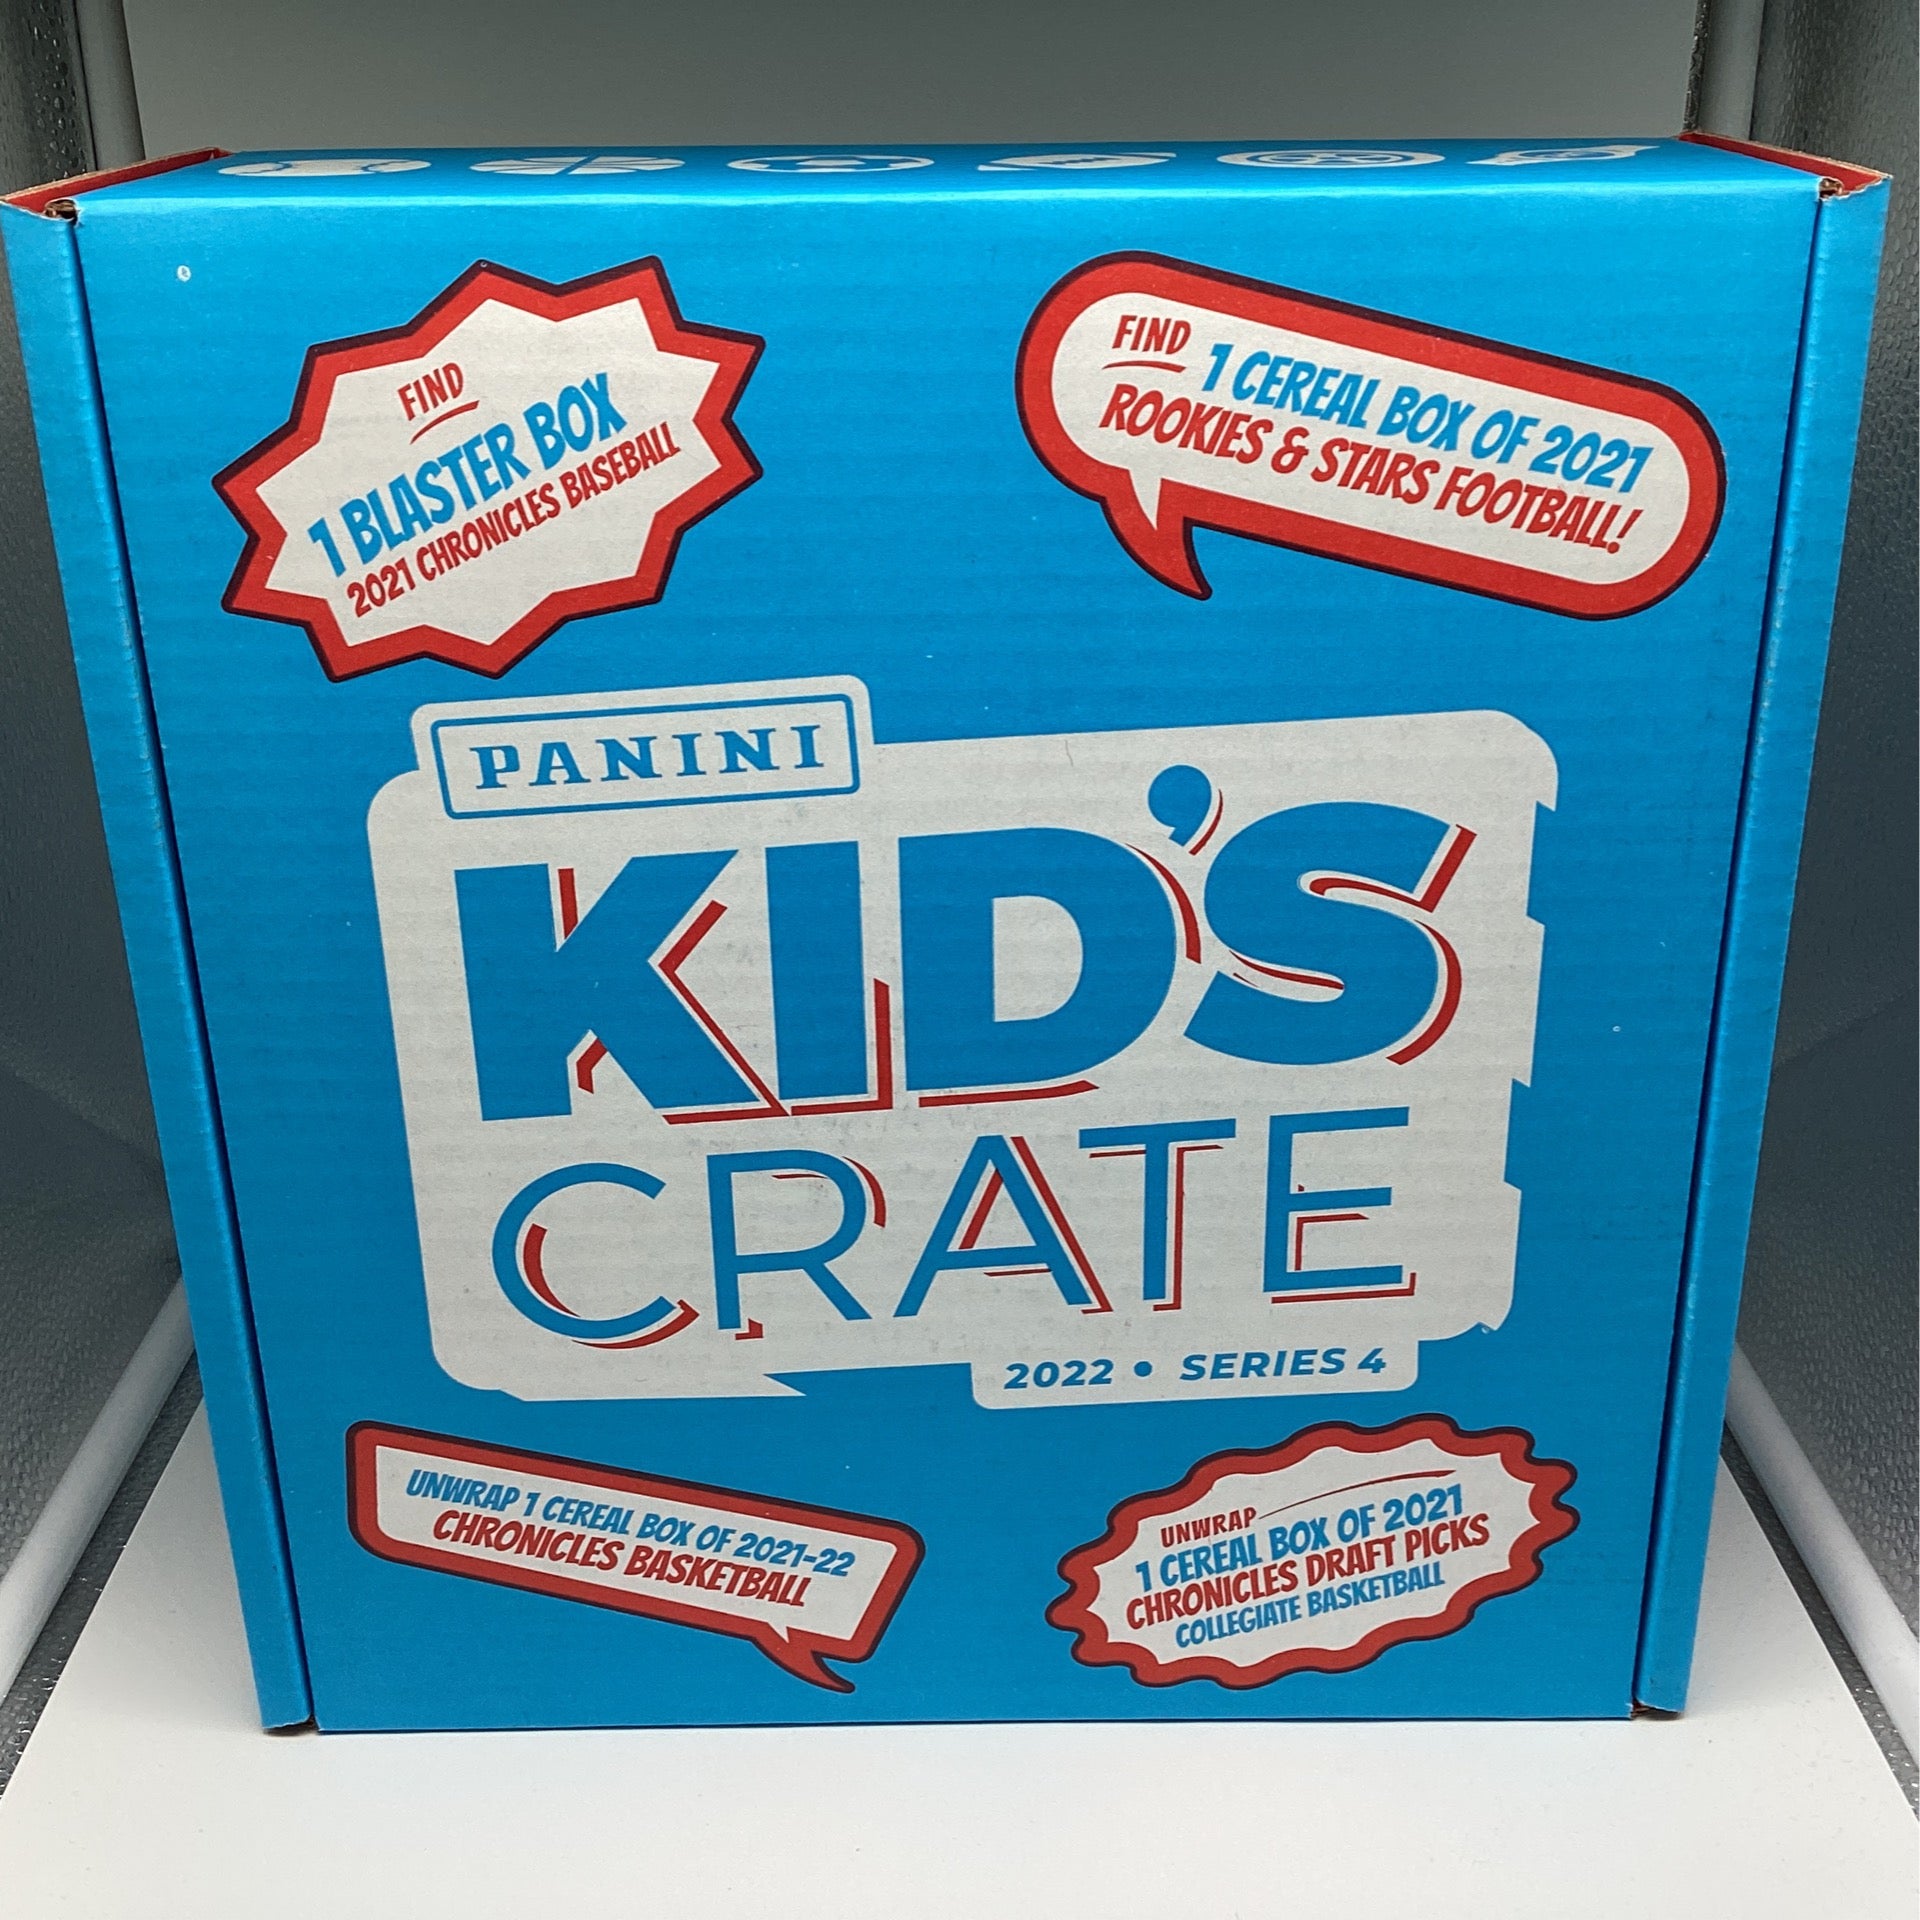 FIND
1 BLASTER BOX
2021 CHRONICLES BASEBALL
FIND 1 CEREAL BOX OF 2021
ROOKIES & STARS FOOTBALL!
PANINI
KID'S
CRATE
2022 • SERIES 4
UNWRAP 1 CEREAL BOX OF 2021-22
CHRONICLES BASKETBALL
UNWRAP
1 CEREAL BOX OF 2021
CHRONICLES DRAFT PICKS
COLLEGIATE BASKETBALL